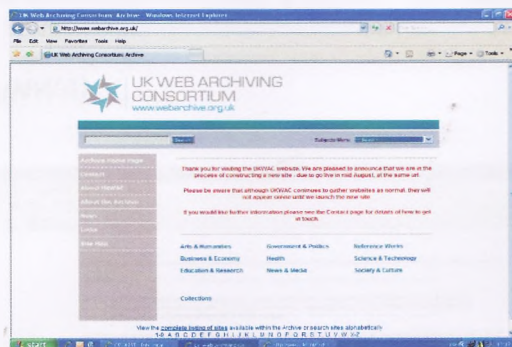 UK Web Archiving Consortium: Archive - Windows Internet Explorer
http://www.webarchive.org.uk/
File Edit View Favorites Tools Help
UK Web Archiving Consortium: Archive
Page Tools
UK WEB ARCHIVING
CONSORTIUM
www.webarchive.org.uk
Archive Home Page
Contact
About UKWAC
About the Archive
News
Links
Site Help
Thank you for visiting the UKWAC website. We are pleased to announce that we are in the
process of constructing a new site - due to go live in mid August, at the same url.
Please be aware that although UKWAC continues to gather websites as normal, they will
not appear online until we launch the new site.
If you would like further information please see the Contact page for details of how to get
in touch.
Arts & Humanities Government & Politics Reference Works
Business & Economy Health Science & Technology
Education & Research News & Media Society & Culture
Collections
View the complete listing of sites available within the Archive or search sites alphabetically
1-9 A B C D E F G H I J K L M N O P Q R S T U V W X-Z
start